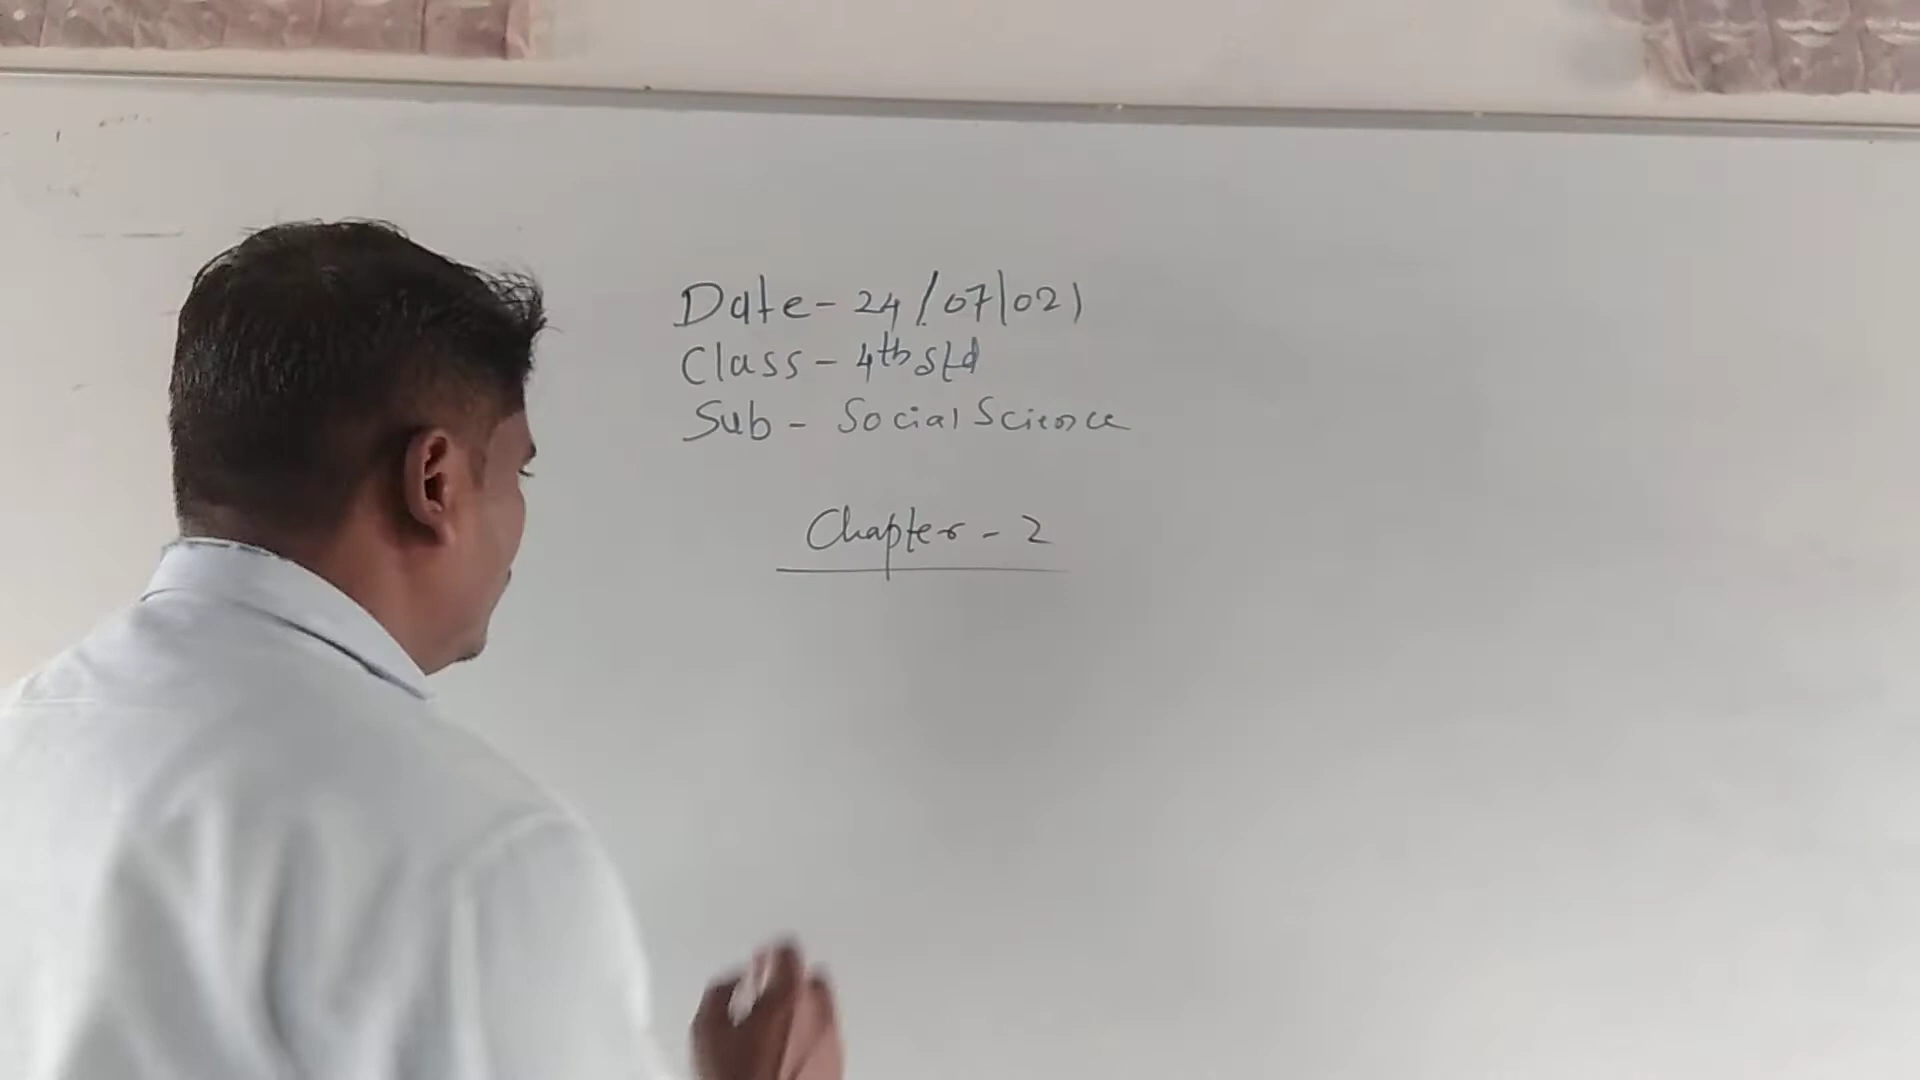 Date - 24/07/021
Class - 4th Std
Sub - Social Science
Chapter - 2